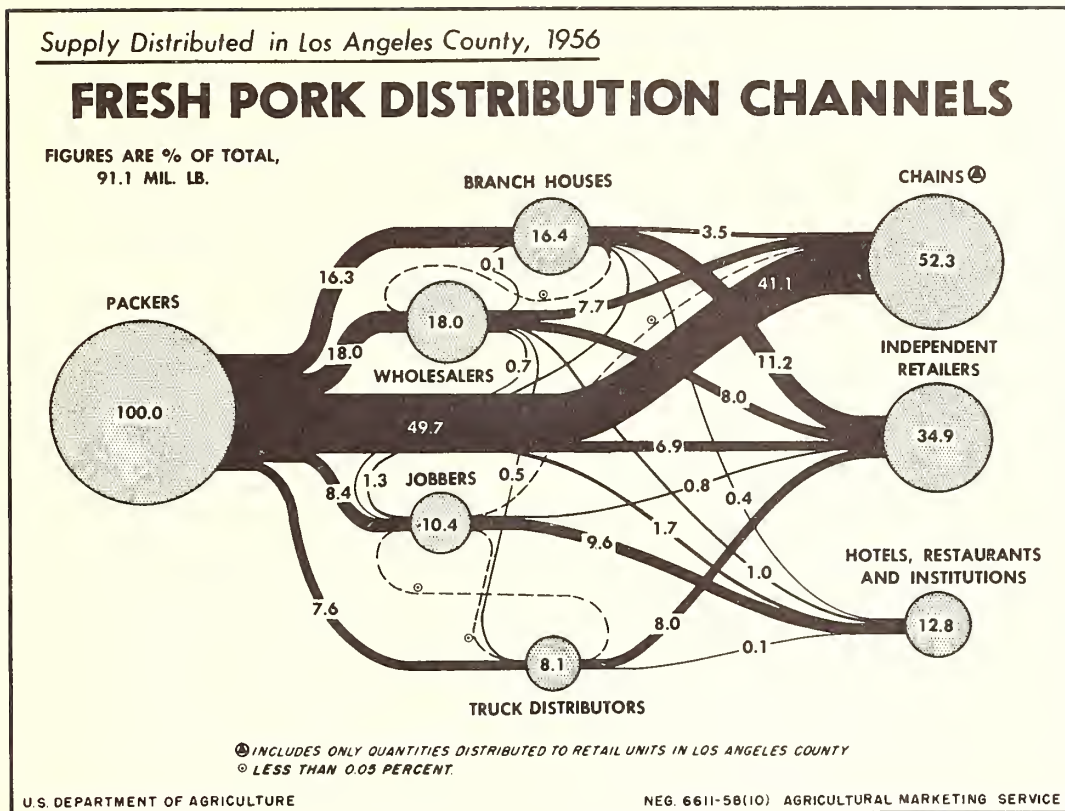 Supply Distributed in Los Angeles County, 1956
FRESH PORK DISTRIBUTION CHANNELS
FIGURES ARE % OF TOTAL,
91.1 MIL. LB.
BRANCH HOUSES
CHAINS Ⓐ
16.4
3.5
52.3
0.1
16.3
41.1
PACKERS
7.7
18.0
18.0
INDEPENDENT
RETAILERS
WHOLESALERS
0.7
11.2
8.0
100.0
49.7
6.9
34.9
1.3
JOBBERS
0.5
8.4
0.8
0.4
10.4
1.7
9.6
HOTELS, RESTAURANTS
AND INSTITUTIONS
1.0
7.6
8.0
12.8
0.1
8.1
TRUCK DISTRIBUTORS
Ⓐ INCLUDES ONLY QUANTITIES DISTRIBUTED TO RETAIL UNITS IN LOS ANGELES COUNTY
⊙ LESS THAN 0.05 PERCENT.
U.S. DEPARTMENT OF AGRICULTURE
NEG. 6611-58(10) AGRICULTURAL MARKETING SERVICE